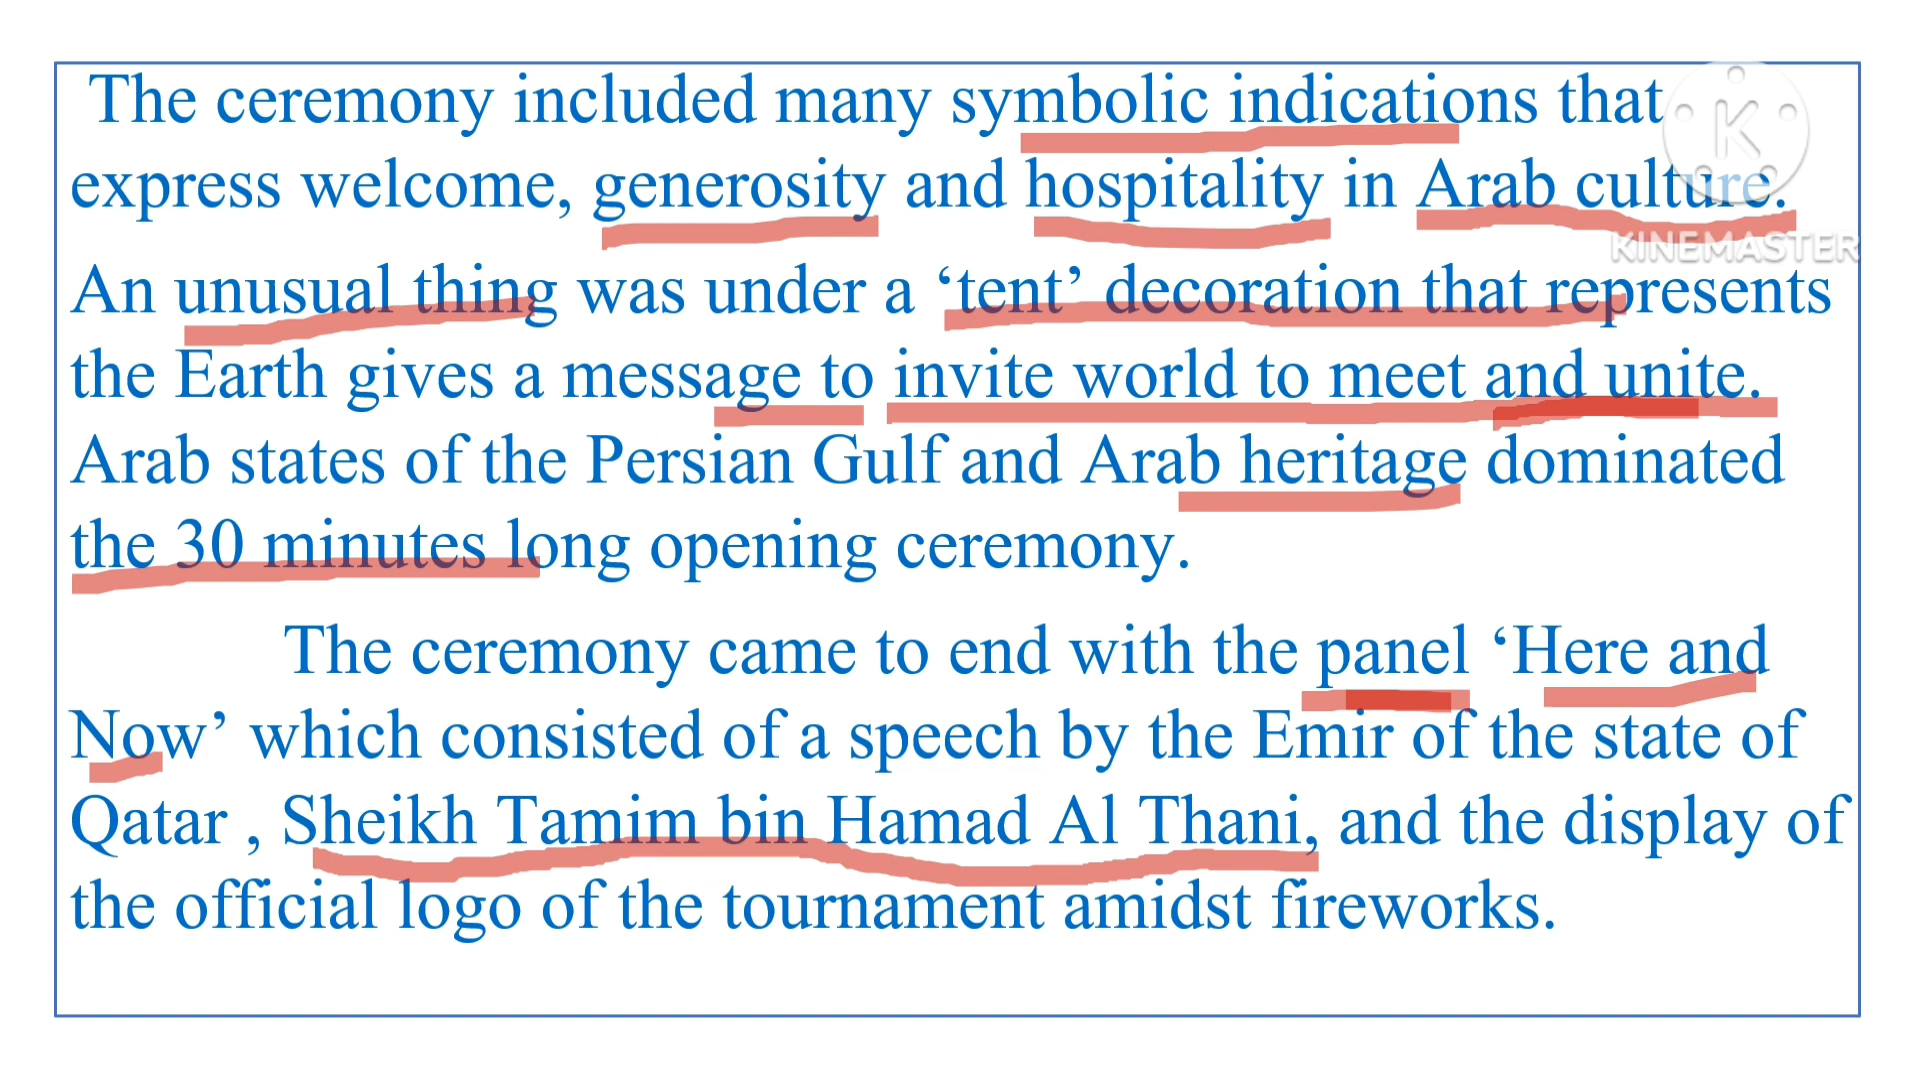 The ceremony included many symbolic indications that
express welcome, generosity and hospitality in Arab culture.
KINEMASTER
An unusual thing was under a ‘tent’ decoration that represents
the Earth gives a message to invite world to meet and unite.
Arab states of the Persian Gulf and Arab heritage dominated
the 30 minutes long opening ceremony.
The ceremony came to end with the panel ‘Here and
Now’ which consisted of a speech by the Emir of the state of
Qatar , Sheikh Tamim bin Hamad Al Thani, and the display of
the official logo of the tournament amidst fireworks.